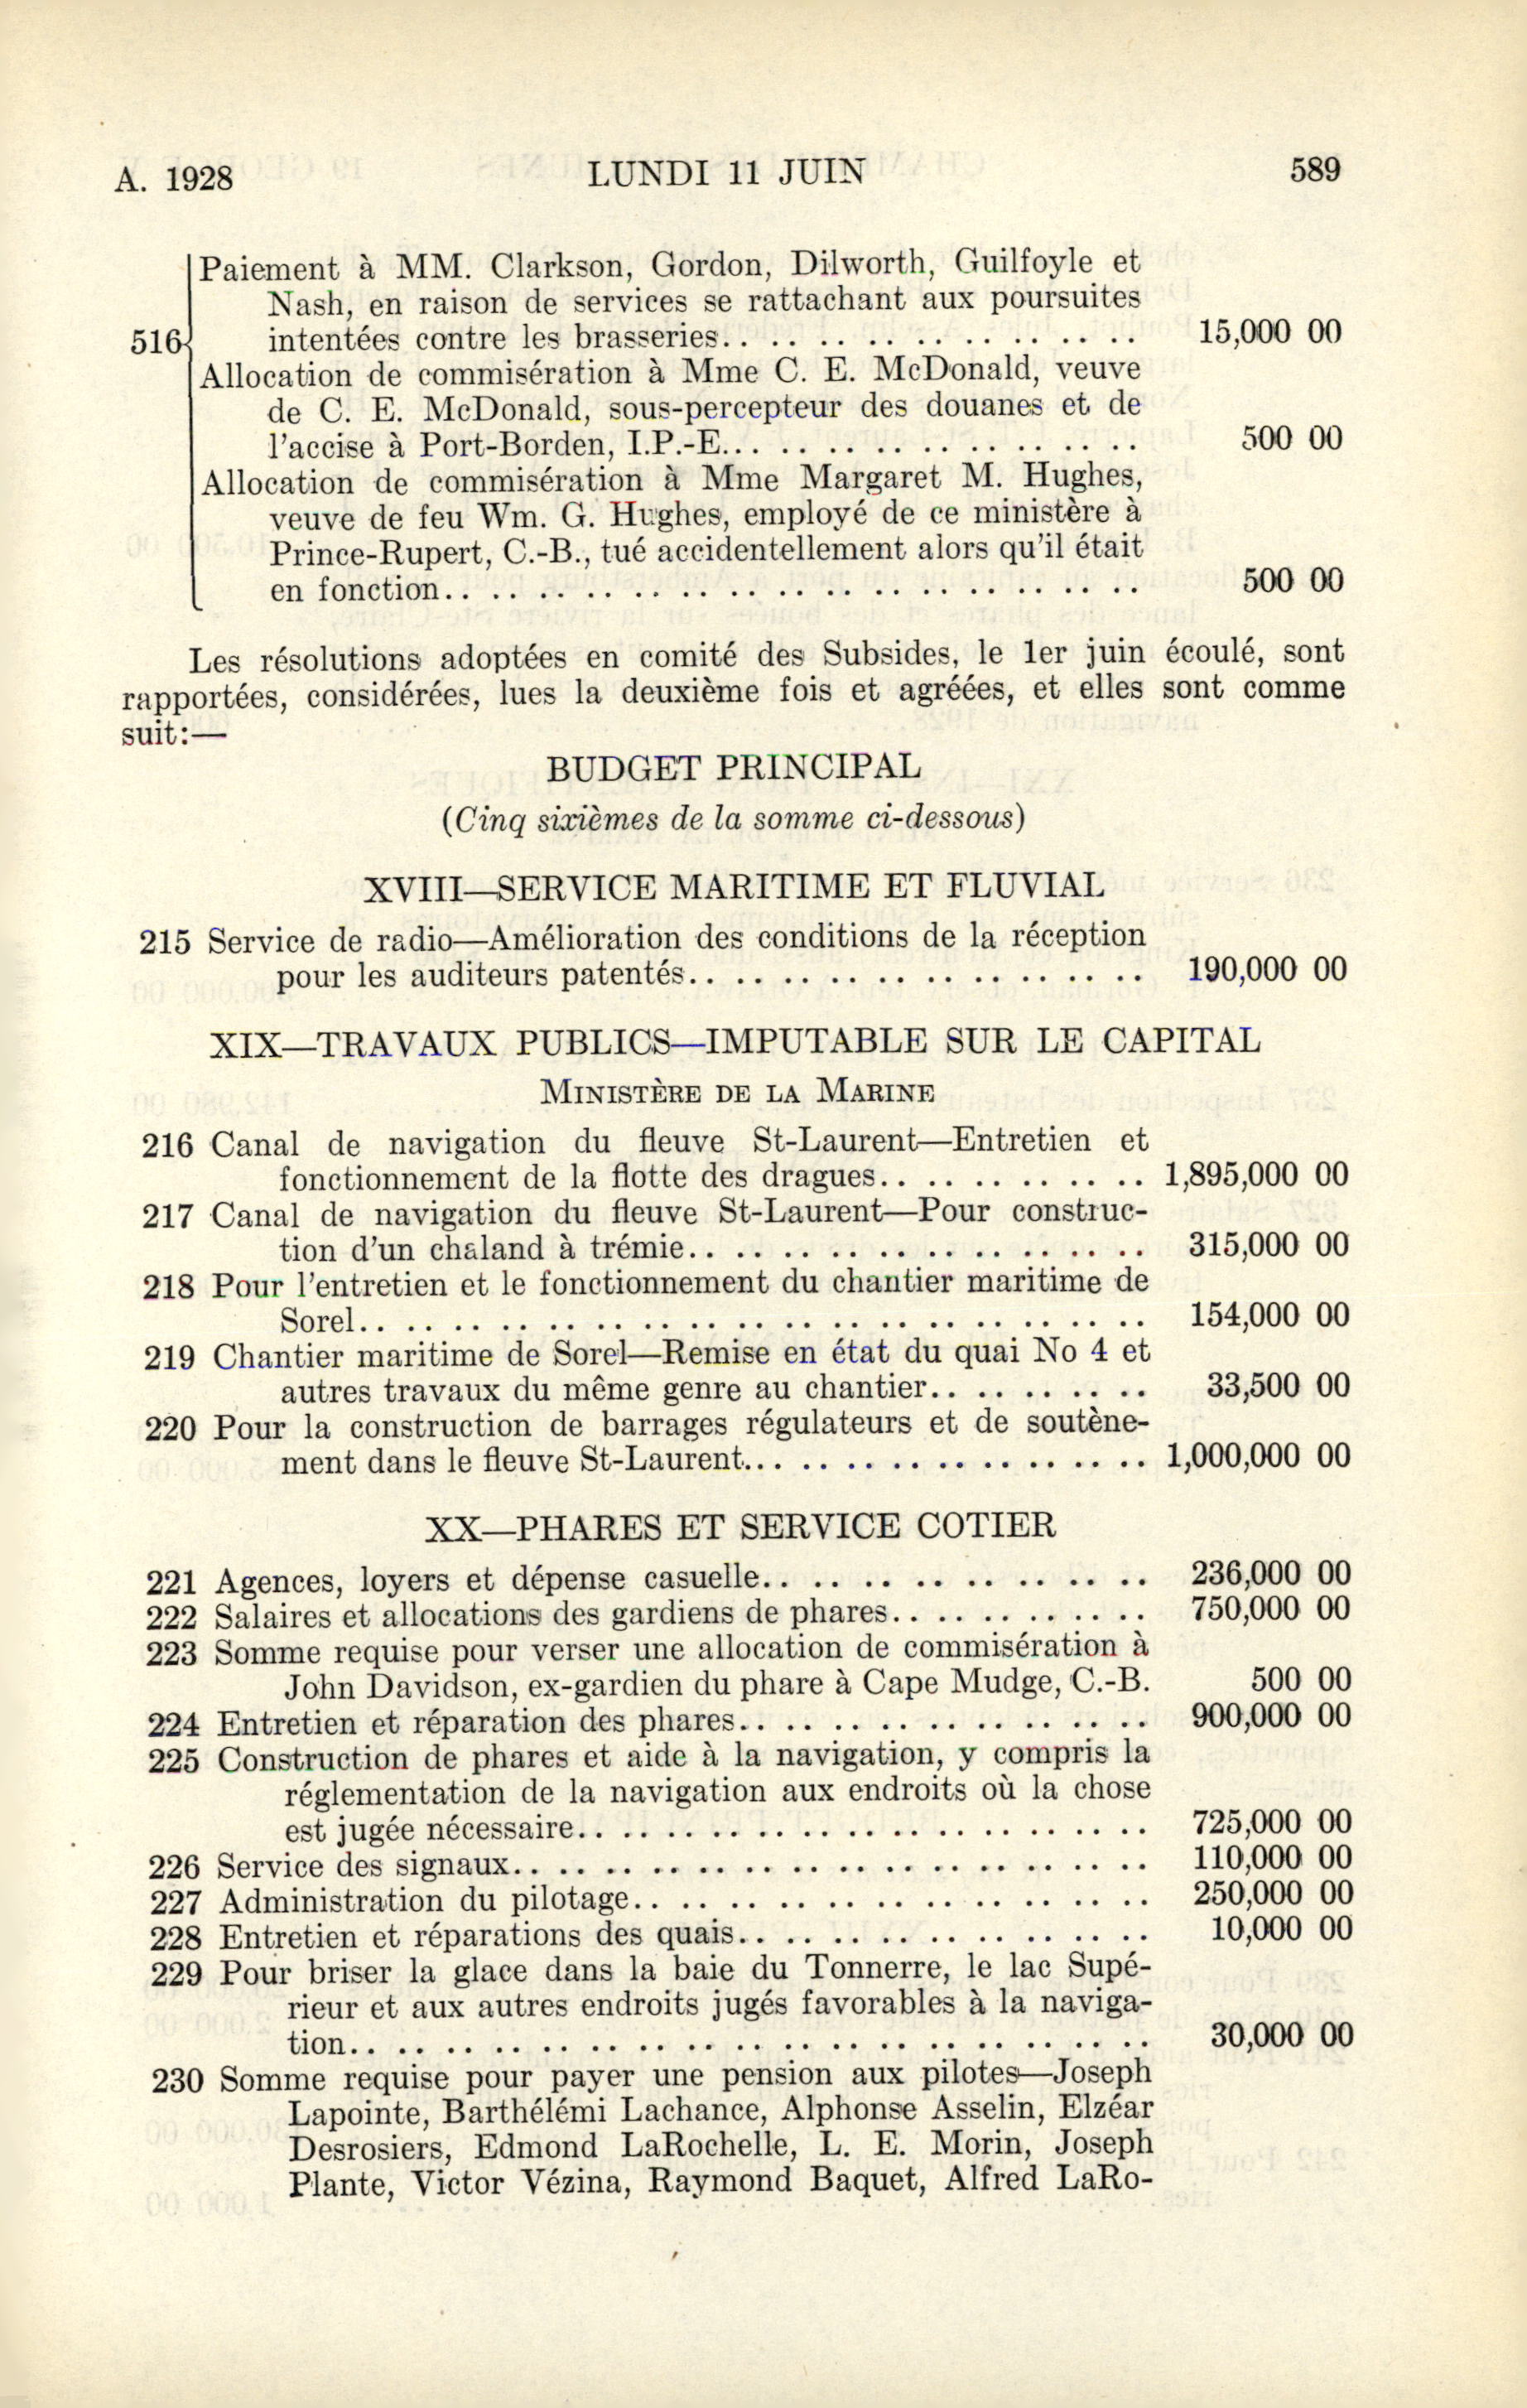 A. 1928 LUNDI 11 JUIN 589
Paiement à MM. Clarkson, Gordon, Dilworth, Guilfoyle et
Nash, en raison de services se rattachant aux poursuites
516 intentées contre les brasseries.. .. .. .. .. .. .. .. .. 15,000 00
Allocation de commisération à Mme C. E. McDonald, veuve
de C. E. McDonald, sous-percepteur des douanes et de
l'accise à Port-Borden, I.P.-E... .. .. .. .. .. .. .. .. 500 00
Allocation de commisération à Mme Margaret M. Hughes,
veuve de feu Wm. G. Hughes, employé de ce ministère à
Prince-Rupert, C.-B., tué accidentellement alors qu'il était
en fonction.. .. .. .. .. .. .. .. .. .. .. .. .. .. .. 500 00
Les résolutions adoptées en comité des Subsides, le 1er juin écoulé, sont
rapportées, considérées, lues la deuxième fois et agréées, et elles sont comme
suit:—
BUDGET PRINCIPAL
(Cinq sixièmes de la somme ci-dessous)
XVIII—SERVICE MARITIME ET FLUVIAL
215 Service de radio—Amélioration des conditions de la réception
pour les auditeurs patentés.. .. .. .. .. .. .. .. .. .. 190,000 00
XIX—TRAVAUX PUBLICS—IMPUTABLE SUR LE CAPITAL
MINISTÈRE DE LA MARINE
216 Canal de navigation du fleuve St-Laurent—Entretien et
fonctionnement de la flotte des dragues.. .. .. .. .. .. 1,895,000 00
217 Canal de navigation du fleuve St-Laurent—Pour construc-
tion d'un chaland à trémie.. .. .. .. .. .. .. .. .. .. 315,000 00
218 Pour l'entretien et le fonctionnement du chantier maritime de
Sorel.. .. .. .. .. .. .. .. .. .. .. .. .. .. .. .. .. 154,000 00
219 Chantier maritime de Sorel—Remise en état du quai No 4 et
autres travaux du même genre au chantier.. .. .. .. .. 33,500 00
220 Pour la construction de barrages régulateurs et de soutène-
ment dans le fleuve St-Laurent... .. .. .. .. .. .. .. .. 1,000,000 00
XX—PHARES ET SERVICE COTIER
221 Agences, loyers et dépense casuelle.. .. .. .. .. .. .. .. 236,000 00
222 Salaires et allocations des gardiens de phares.. .. .. .. .. .. 750,000 00
223 Somme requise pour verser une allocation de commisération à
John Davidson, ex-gardien du phare à Cape Mudge, C.-B. 500 00
224 Entretien et réparation des phares.. .. .. .. .. .. .. .. .. 900,000 00
225 Construction de phares et aide à la navigation, y compris la
réglementation de la navigation aux endroits où la chose
est jugée nécessaire.. .. .. .. .. .. .. .. .. .. .. .. .. 725,000 00
226 Service des signaux.. .. .. .. .. .. .. .. .. .. .. .. .. .. 110,000 00
227 Administration du pilotage.. .. .. .. .. .. .. .. .. .. .. 250,000 00
228 Entretien et réparations des quais.. .. .. .. .. .. .. .. .. 10,000 00
229 Pour briser la glace dans la baie du Tonnerre, le lac Supé-
rieur et aux autres endroits jugés favorables à la naviga-
tion.. .. .. .. .. .. .. .. .. .. .. .. .. .. .. .. .. 30,000 00
230 Somme requise pour payer une pension aux pilotes—Joseph
Lapointe, Barthélémi Lachance, Alphonse Asselin, Elzéar
Desrosiers, Edmond LaRochelle, L. E. Morin, Joseph
Plante, Victor Vézina, Raymond Baquet, Alfred LaRo-